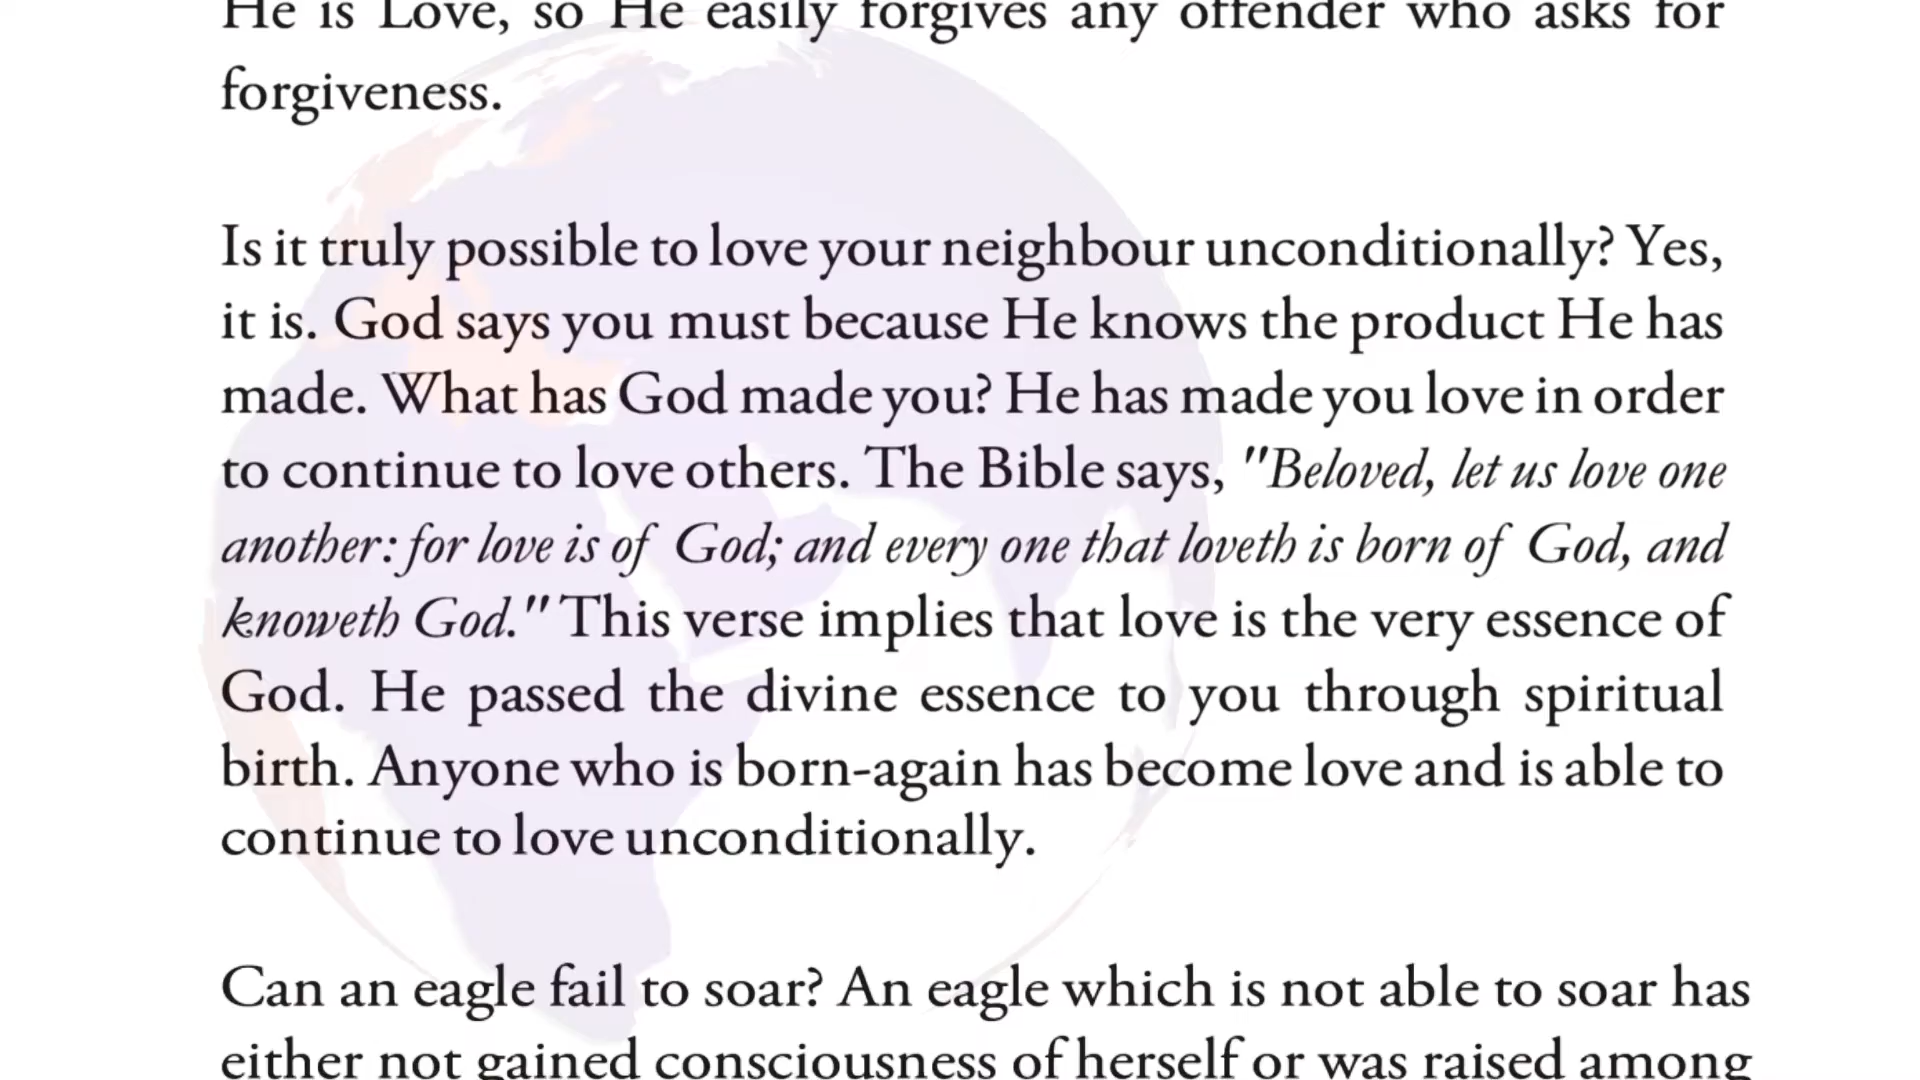 He is Love, so He easily forgives any offender who asks for
forgiveness.
Is it truly possible to love your neighbour unconditionally? Yes,
it is. God says you must because He knows the product He has
made. What has God made you? He has made you love in order
to continue to love others. The Bible says, "Beloved, let us love one
another: for love is of God; and every one that loveth is born of God, and
knoweth God." This verse implies that love is the very essence of
God. He passed the divine essence to you through spiritual
birth. Anyone who is born-again has become love and is able to
continue to love unconditionally.
Can an eagle fail to soar? An eagle which is not able to soar has
either not gained consciousness of herself or was raised among